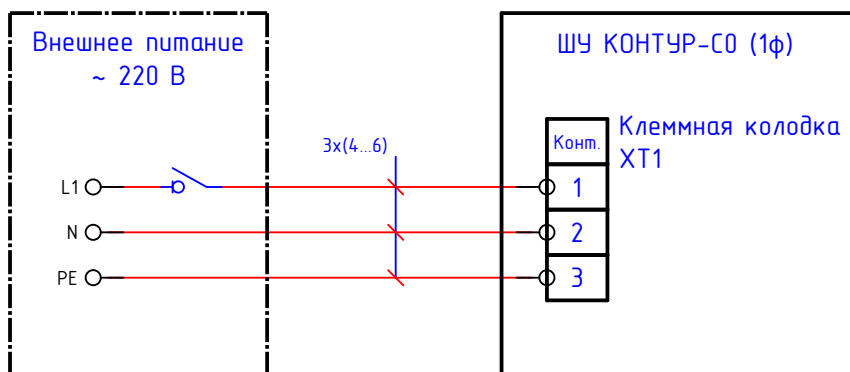 Внешнее питание
~ 220 В
ШУ КОНТУР-СО (1ф)
3х(4...6)
Конт.
Клеммная колодка
ХТ1
L1
1
N
2
PE
3